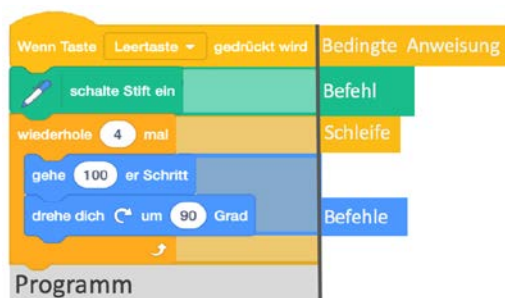 Wenn Taste Leertaste gedrückt wird Bedingte Anweisung
schalte Stift ein Befehl
wiederhole 4 mal Schleife
gehe 100 er Schritt
drehe dich um 90 Grad Befehle
Programm